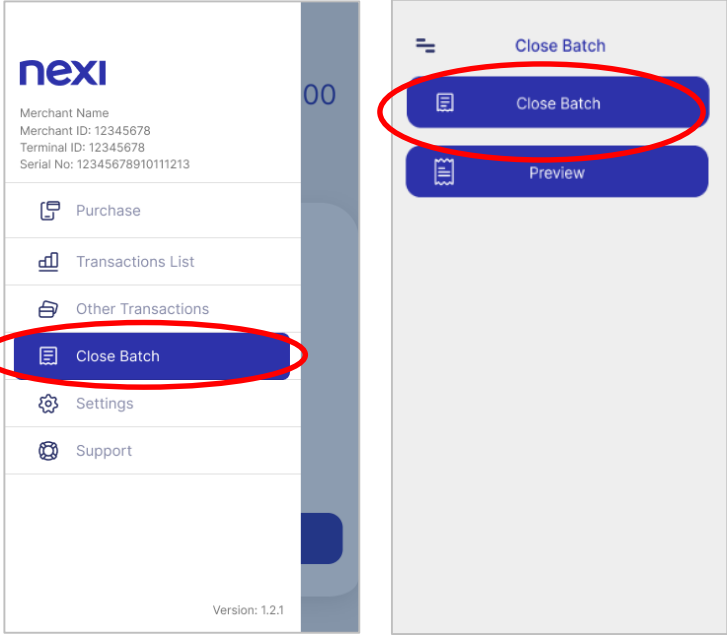 nexi
00
Merchant Name
Merchant ID: 12345678
Terminal ID: 12345678
Serial No: 12345678910111213
Purchase
Transactions List
Other Transactions
Close Batch
Settings
Support
Version: 1.2.1
Close Batch
Close Batch
Preview